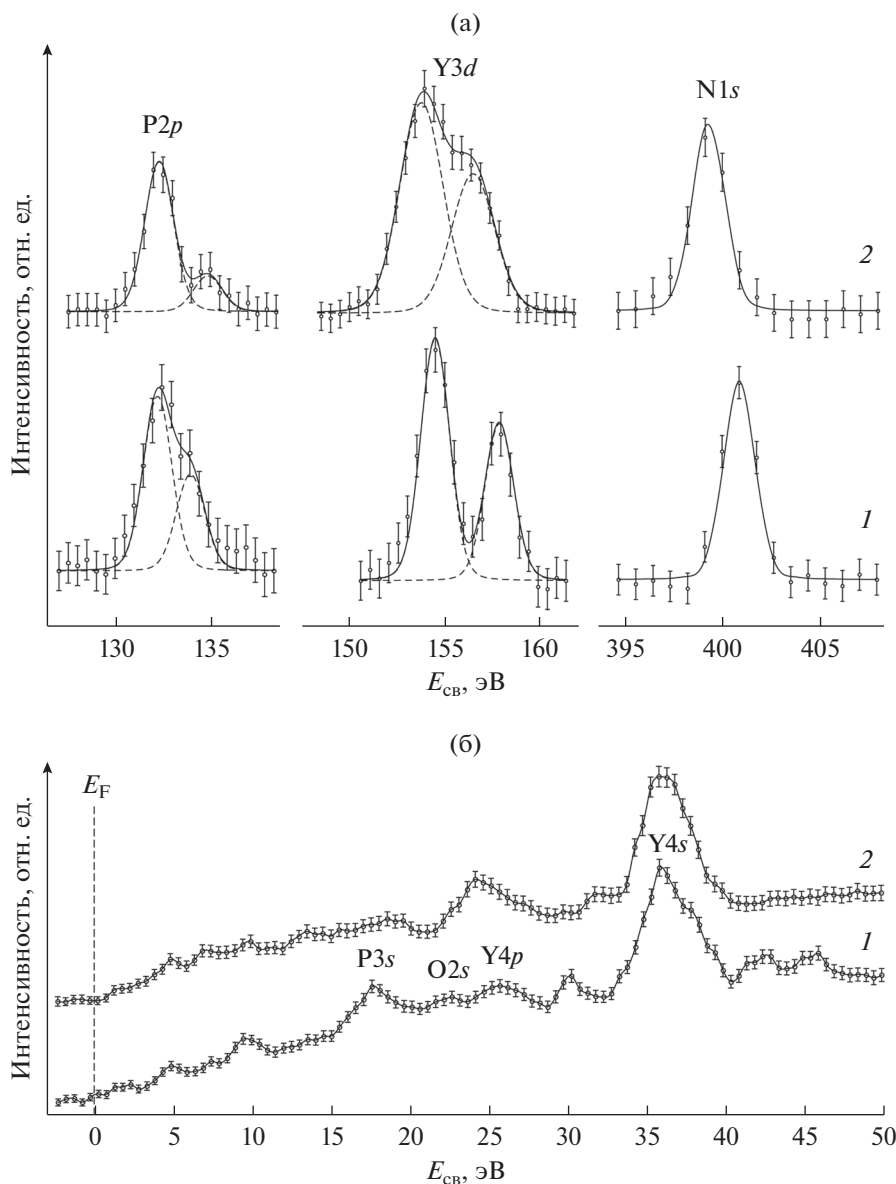 (а)
Интенсивность, отн. ед.
P2p
Y3d
N1s
2
1
130 135 150 155 160 395 400 405
Eсв, эВ
(б)
Интенсивность, отн. ед.
EF
2
Y4s
1
P3s
O2s
Y4p
0 5 10 15 20 25 30 35 40 45 50
Eсв, эВ